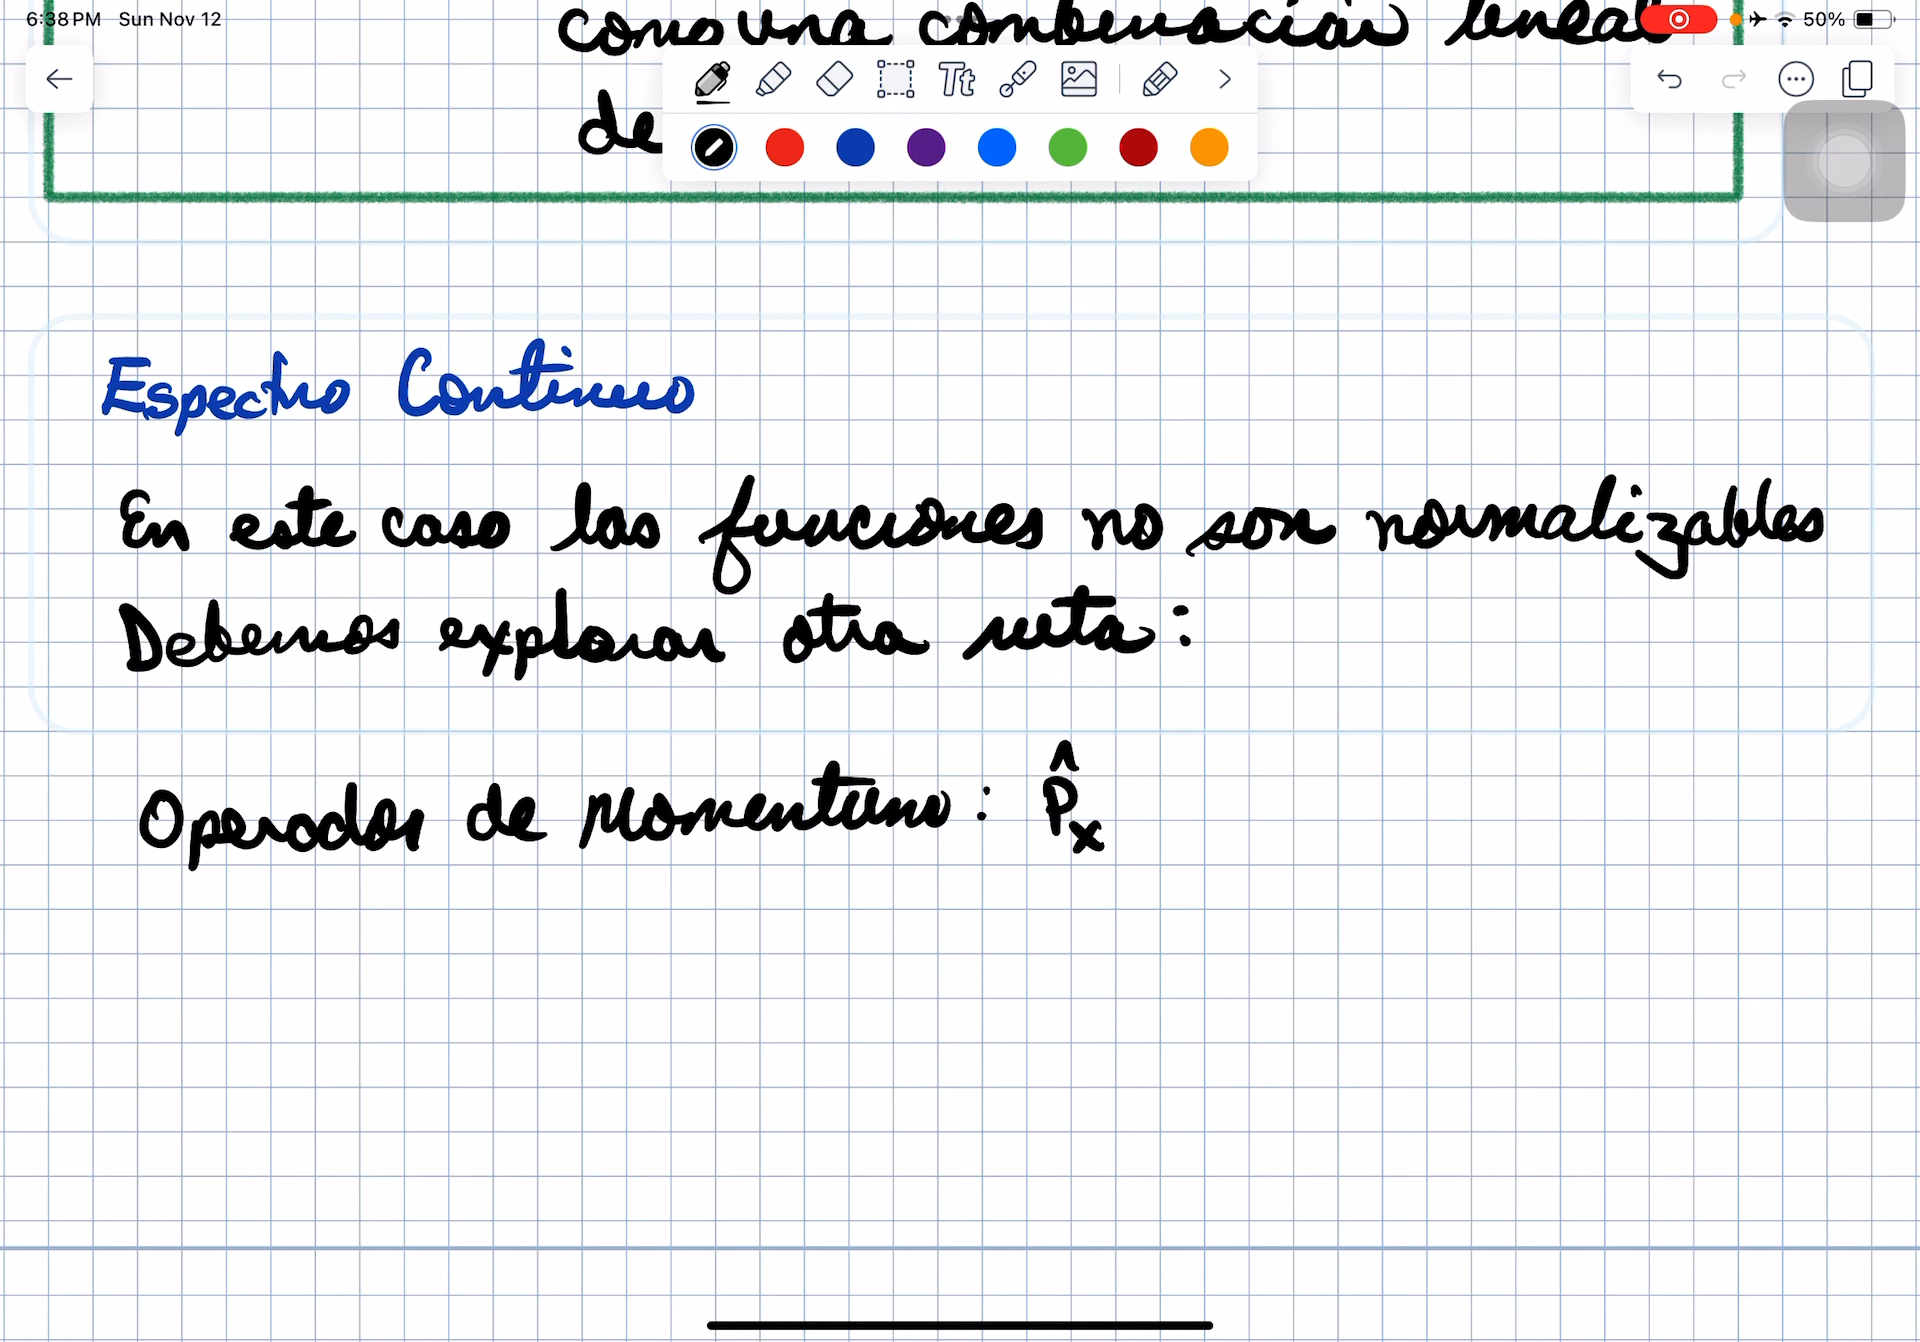 6:38 PM Sun Nov 12
50%
como una combinación lineal
de
Tt
Espectro Continuo
En este caso las funciones no son normalizables
Debemos explorar otra ruta:
Operador de Momentum: P̂x